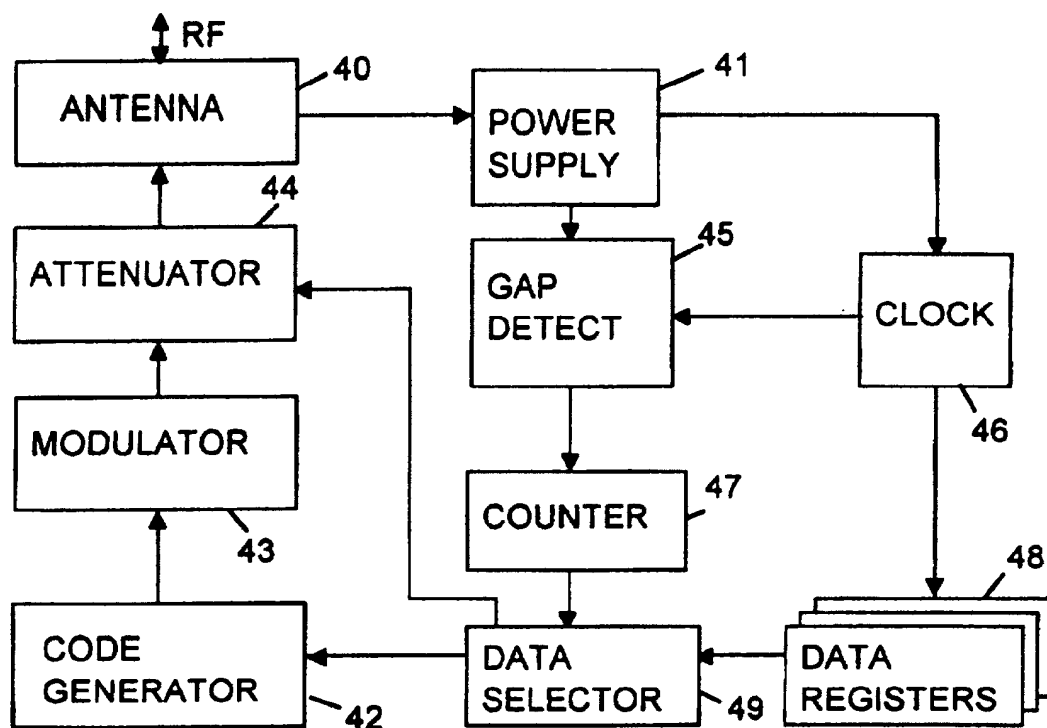 RF
40
ANTENNA
41
POWER
SUPPLY
44
ATTENUATOR
45
GAP
DETECT
CLOCK
46
MODULATOR
43
47
COUNTER
48
CODE
GENERATOR
42
DATA
SELECTOR
49
DATA
REGISTERS